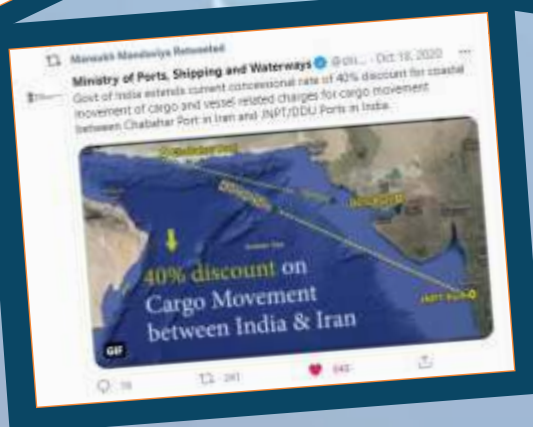 Mansukh Mandaviya Retweeted
Ministry of Ports, Shipping and Waterways Oct 18, 2020
Govt of India extends current concessional rate of 40% discount for coastal
movement of cargo and vessel related charges for cargo movement
between Chabahar Port in Iran and JNPT/DDU Ports in India.
40% discount on
Cargo Movement
between India & Iran
JNPT
GIF